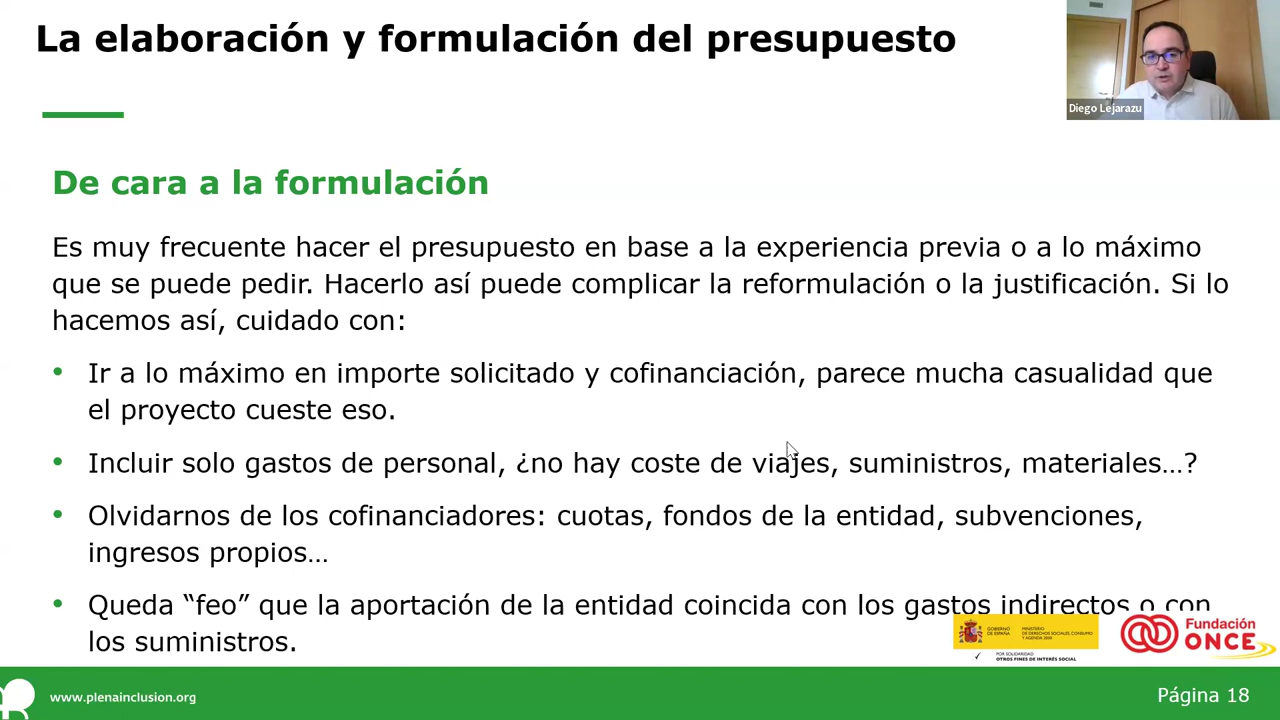 La elaboración y formulación del presupuesto
Diego Lejarazu
De cara a la formulación
Es muy frecuente hacer el presupuesto en base a la experiencia previa o a lo máximo
que se puede pedir. Hacerlo así puede complicar la reformulación o la justificación. Si lo
hacemos así, cuidado con:
• Ir a lo máximo en importe solicitado y cofinanciación, parece mucha casualidad que
el proyecto cueste eso.
• Incluir solo gastos de personal, ¿no hay coste de viajes, suministros, materiales…?
• Olvidarnos de los cofinanciadores: cuotas, fondos de la entidad, subvenciones,
ingresos propios…
• Queda “feo” que la aportación de la entidad coincida con los gastos indirectos o con
los suministros.
GOBIERNO
DE ESPAÑA
MINISTERIO
DE DERECHOS SOCIALES, CONSUMO
Y AGENDA 2030
POR SOLIDARIDAD
OTROS FINES DE INTERÉS SOCIAL
Fundación
ONCE
www.plenainclusion.org
Página 18